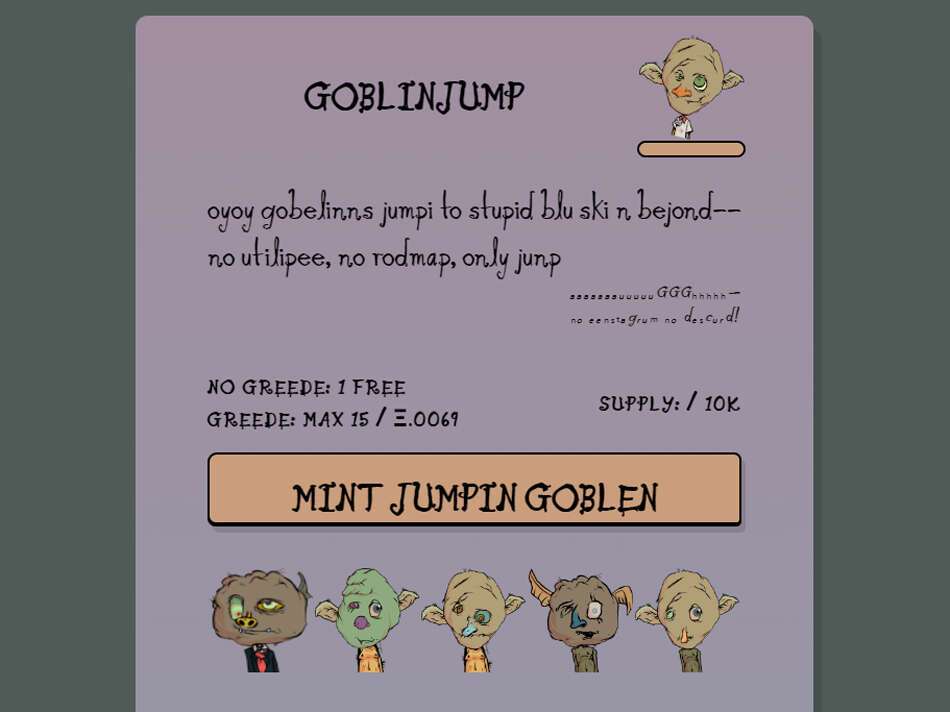 GOBLINJUMP
oyoy gobelinns jumpi to stupid blu ski n bejond--
no utilipee, no rodmap, only junp
aaaaaaauuuuuGGGhhhhh—
no eenstagrum no descurd!
NO GREEDE: 1 FREE
GREEDE: MAX 15 / Ξ.0069
SUPPLY: / 10K
MINT JUMPIN GOBLEN